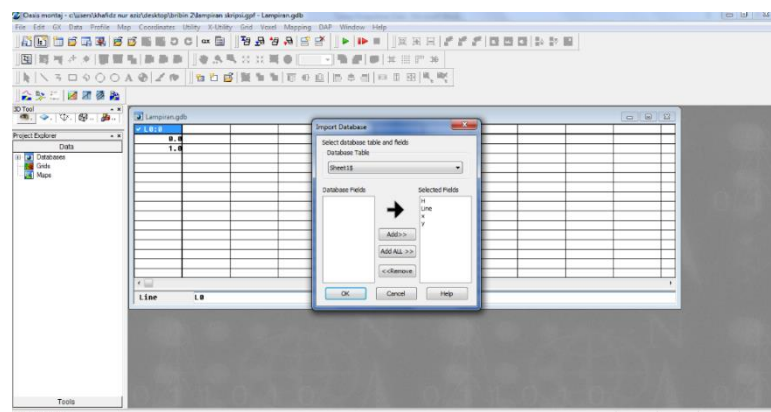 Oasis montaj - c:\users\khafidz nur aziz\desktop\bribin 2\lampiran skripsi.gpf - Lampiran.gdb
File Edit GX Data Profile Map Coordinates Utility X-Utility Grid Voxel Mapping DAP Window Help
3D Tool
Project Explorer
Data
Databases
Grids
Maps
Tools
Lampiran.gdb
L0:0
0.0
1.0
Line L0
Import Database
Select database table and fields
Database Table
Sheet1$
Database Fields
Selected Fields
H
Line
x
y
Add>>
Add ALL >>
<<Remove
OK Cancel Help